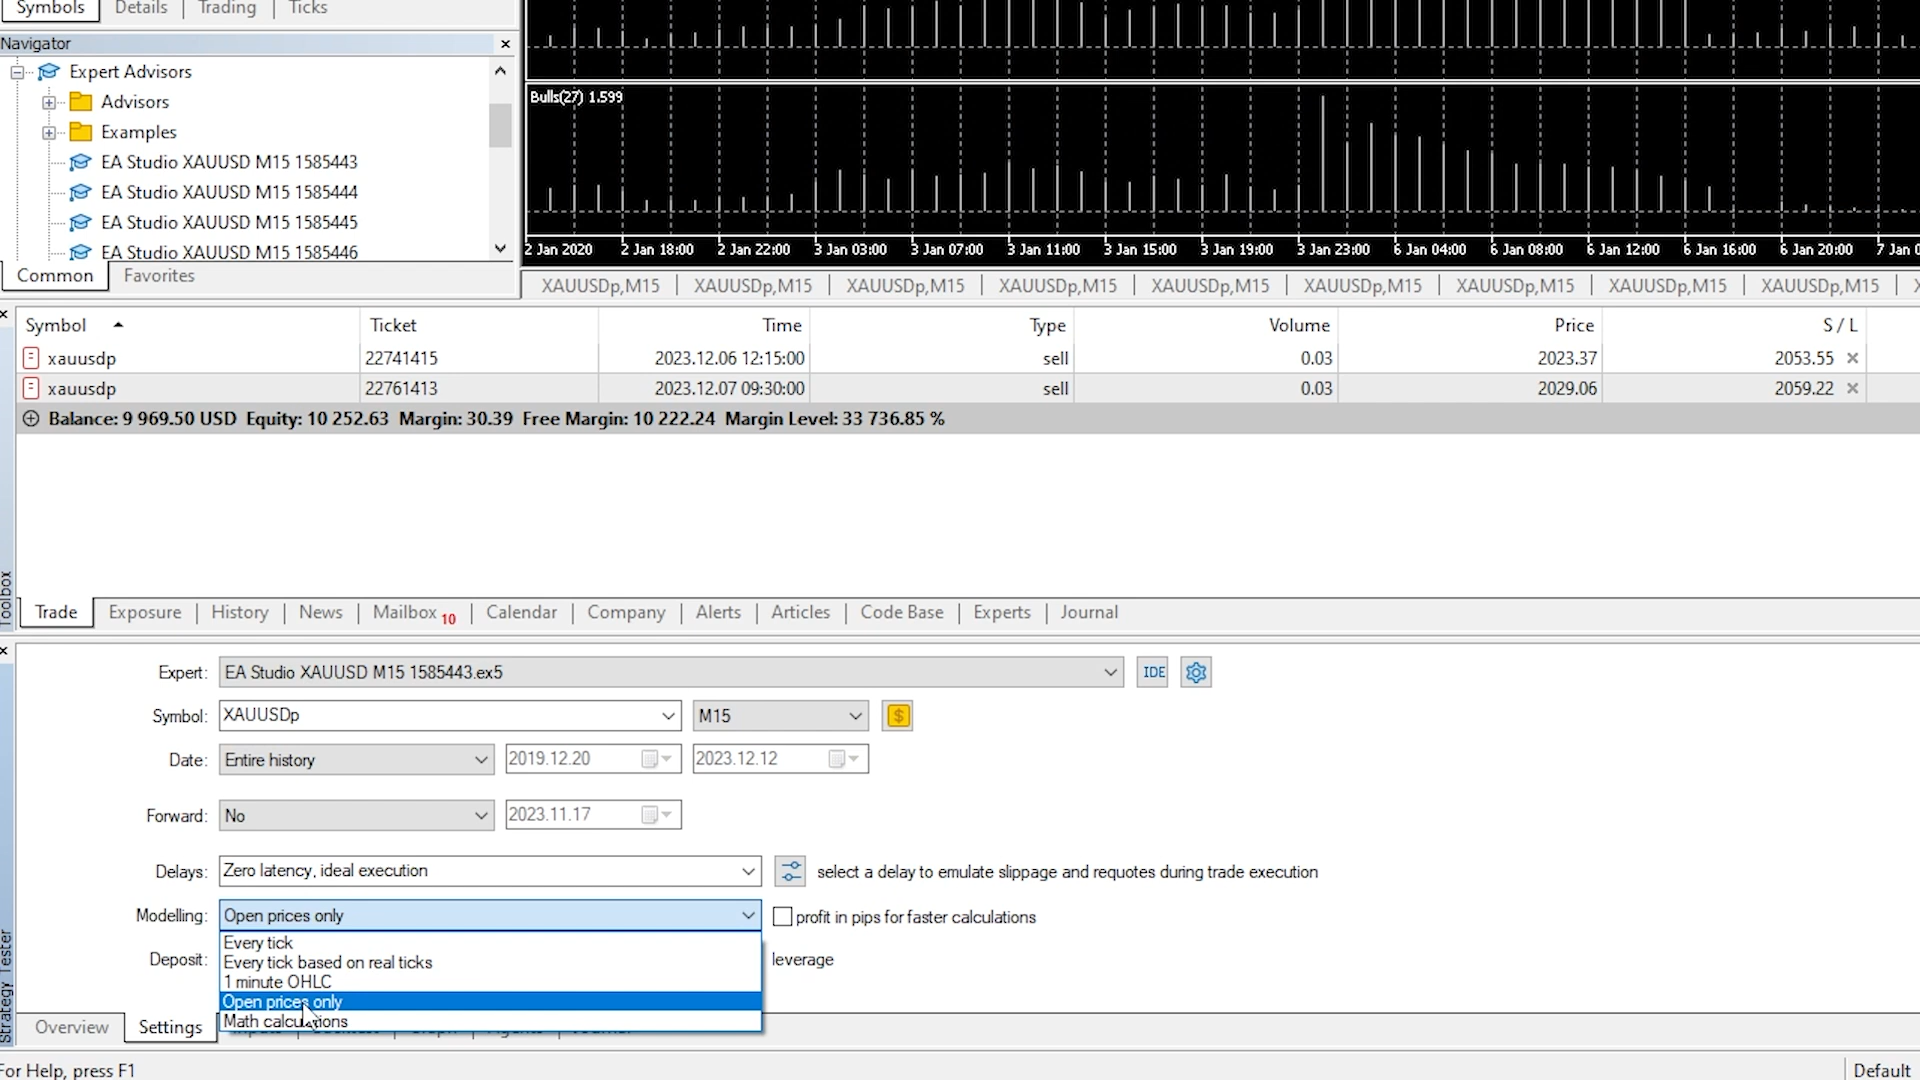 Symbols Details Trading Ticks
Navigator
Expert Advisors
Advisors
Examples
EA Studio XAUUSD M15 1585443
EA Studio XAUUSD M15 1585444
EA Studio XAUUSD M15 1585445
EA Studio XAUUSD M15 1585446
Common Favorites
Bulls(27) 1.599
2 Jan 2020 2 Jan 18:00 2 Jan 22:00 3 Jan 03:00 3 Jan 07:00 3 Jan 11:00 3 Jan 15:00 3 Jan 19:00 3 Jan 23:00 6 Jan 04:00 6 Jan 08:00 6 Jan 12:00 6 Jan 16:00 6 Jan 20:00 7 Jan
XAUUSDp,M15 XAUUSDp,M15 XAUUSDp,M15 XAUUSDp,M15 XAUUSDp,M15 XAUUSDp,M15 XAUUSDp,M15 XAUUSDp,M15 XAUUSDp,M15
Symbol Ticket Time Type Volume Price S / L
xauusdp 22741415 2023.12.06 12:15:00 sell 0.03 2023.37 2053.55
xauusdp 22761413 2023.12.07 09:30:00 sell 0.03 2029.06 2059.22
Balance: 9 969.50 USD Equity: 10 252.63 Margin: 30.39 Free Margin: 10 222.24 Margin Level: 33 736.85 %
Toolbox
Trade Exposure History News Mailbox 10 Calendar Company Alerts Articles Code Base Experts Journal
Expert: EA Studio XAUUSD M15 1585443.ex5 IDE
Symbol: XAUUSDp M15 $
Date: Entire history 2019.12.20 2023.12.12
Forward: No 2023.11.17
Delays: Zero latency, ideal execution select a delay to emulate slippage and requotes during trade execution
Modelling: Open prices only profit in pips for faster calculations
Every tick
Deposit: leverage
Every tick based on real ticks
1 minute OHLC
Open prices only
Math calculations
Strategy Tester
Overview Settings
For Help, press F1 Default